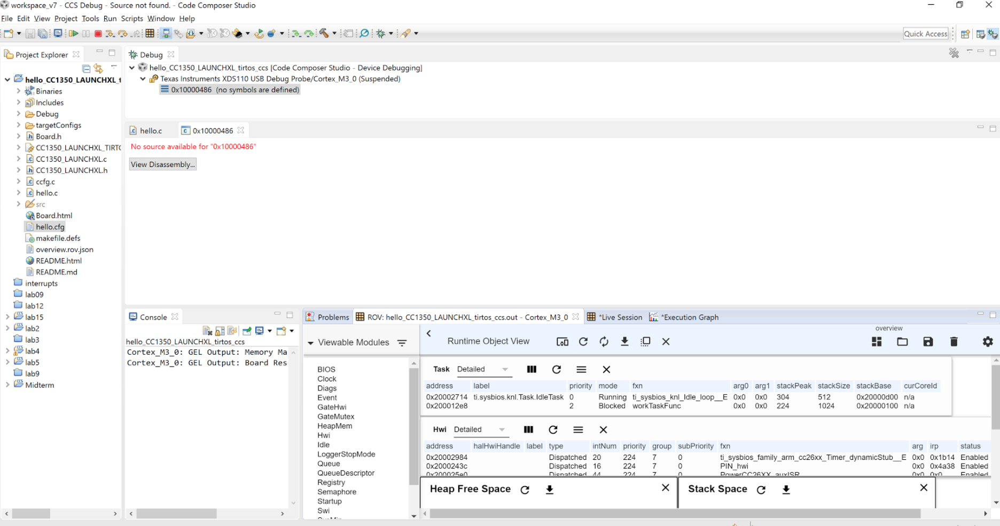 workspace_v7 - CCS Debug - Source not found. - Code Composer Studio
File Edit View Project Tools Run Scripts Window Help
Quick Access
Project Explorer
hello_CC1350_LAUNCHXL_t
Binaries
Includes
Debug
targetConfigs
Board.h
CC1350_LAUNCHXL_TIRTO
CC1350_LAUNCHXL.c
CC1350_LAUNCHXL.h
ccfg.c
hello.c
src
Board.html
hello.cfg
makefile.defs
overview.rov.json
README.html
README.md
interrupts
lab09
lab12
lab15
lab2
lab3
lab4
lab5
lab9
Midterm
Debug
hello_CC1350_LAUNCHXL_tirtos_ccs [Code Composer Studio - Device Debugging]
Texas Instruments XDS110 USB Debug Probe/Cortex_M3_0 (Suspended)
0x10000486 (no symbols are defined)
hello.c 0x10000486
No source available for "0x10000486"
View Disassembly...
Console
hello_CC1350_LAUNCHXL_tirtos_ccs
Cortex_M3_0: GEL Output: Memory Ma
Cortex_M3_0: GEL Output: Board Res
Problems ROV: hello_CC1350_LAUNCHXL_tirtos_ccs.out - Cortex_M3_0 *Live Session *Execution Graph
Viewable Modules
BIOS
Clock
Diags
Event
GateHwi
GateMutex
HeapMem
Hwi
Idle
LoggerStopMode
Queue
QueueDescriptor
Registry
Semaphore
Startup
Swi
SysMin
Runtime Object View
overview
Task Detailed
address label priority mode fxn arg0 arg1 stackPeak stackSize stackBase curCoreId
0x20002714 ti.sysbios.knl.Task.IdleTask 0 Running ti_sysbios_knl_Idle_loop__E 0x0 0x0 304 512 0x20000d00 n/a
0x200012e8 2 Blocked workTaskFunc 0x0 0x0 224 1024 0x20000100 n/a
Hwi Detailed
address halHwiHandle label type intNum priority group subPriority fxn arg irp status
0x20002984 Dispatched 20 224 7 0 ti_sysbios_family_arm_cc26xx_Timer_dynamicStub__E 0x0 0x1b14 Enabled
0x2000243c Dispatched 16 224 7 0 PIN_hwi 0x0 0x4a38 Enabled
0x200025e0 Dispatched 44 224 7 0 PowerCC26XX_auxISR 0x0 0x0 Enabled
Heap Free Space
Stack Space